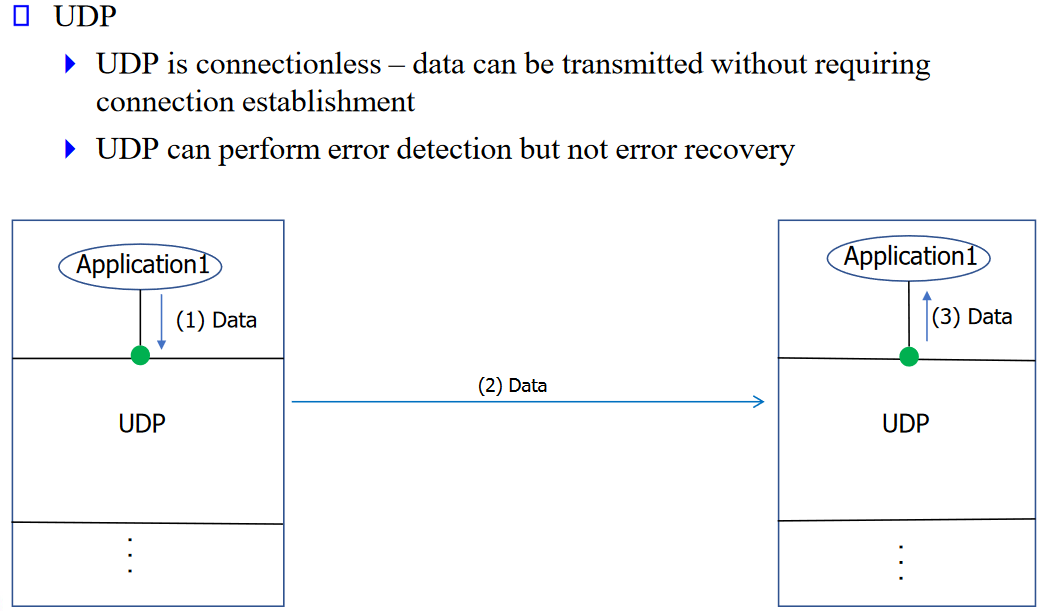 UDP
UDP is connectionless – data can be transmitted without requiring
connection establishment
UDP can perform error detection but not error recovery
Application1
(1) Data
UDP
(2) Data
Application1
(3) Data
UDP